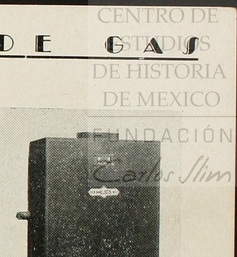 CENTRO DE
ESTUDIOS
DE GAS
DE HISTORIA
DE MEXICO
FUNDACIÓN
Carlos Slim